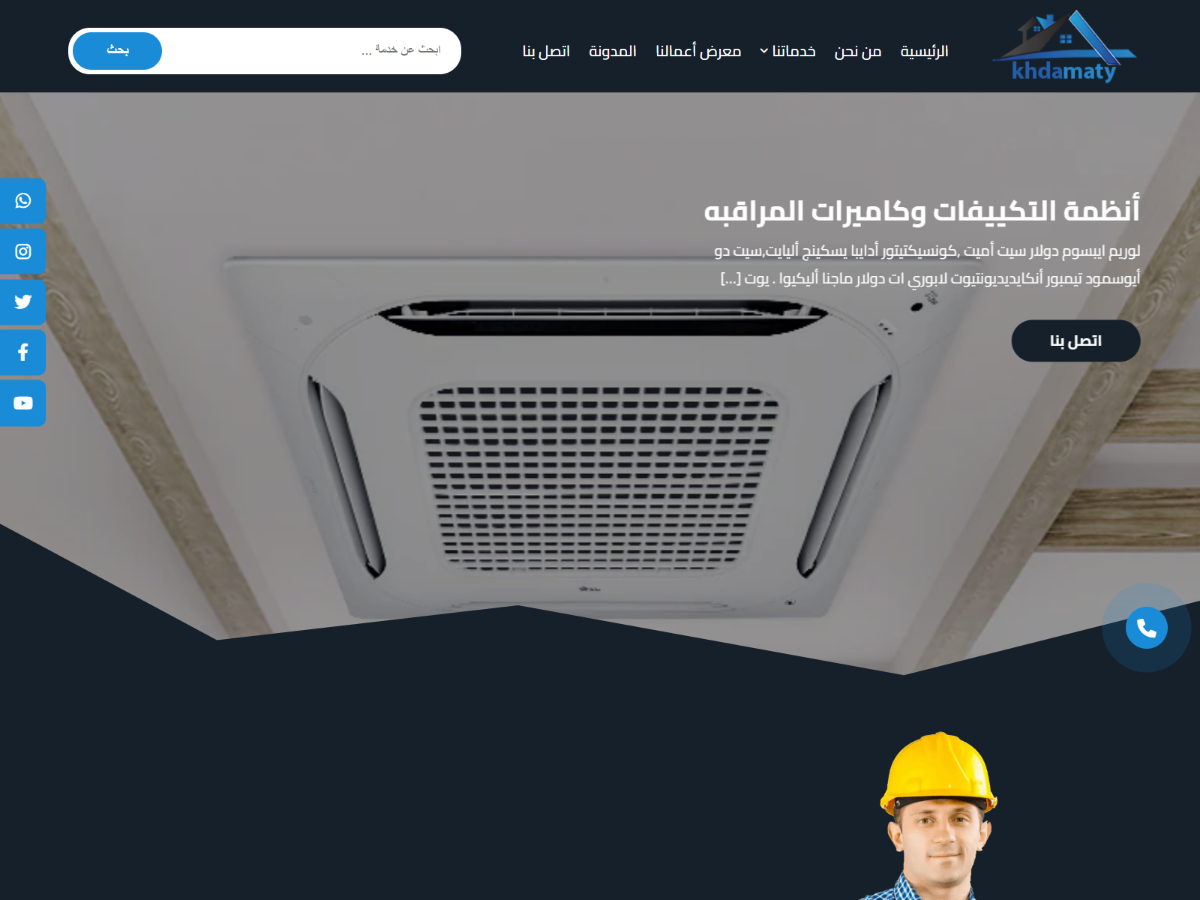 khdamaty
الرئيسية
من نحن
خدماتنا
معرض أعمالنا
المدونة
اتصل بنا
ابحث عن خدمة ...
بحث
أنظمة التكييفات وكاميرات المراقبه
لوريم ايبسوم دولار سيت أميت ,كونسيكتيتور أدايبا يسكينج أليايت,سيت دو
أيوسمود تيمبور أنكايديديونتيوت لابوري ات دولار ماجنا أليكيوا . يوت [...]
اتصل بنا